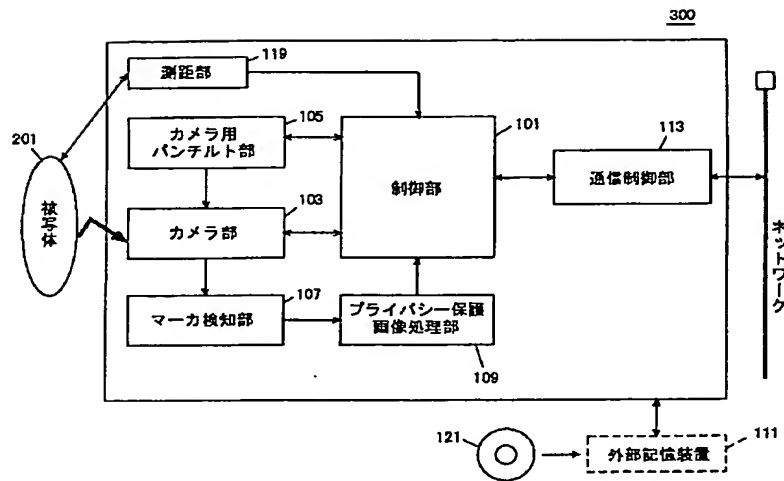 300
119
測距部
105
カメラ用
パンチルト部
101
制御部
113
通信制御部
201
被写体
103
カメラ部
107
マーカ検知部
プライバシー保護
画像処理部
109
ネットワーク
121
111
外部記憶装置